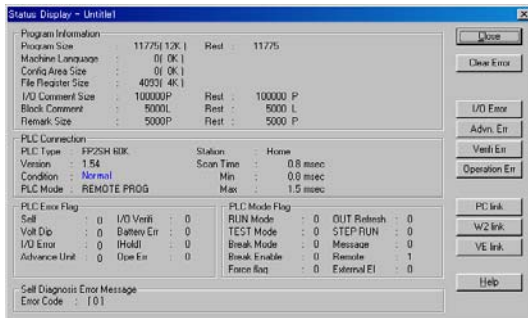 Status Display - Untitle1
Program Information
Program Size : 11775( 12K ) Rest : 11775
Machine Language : 0( 0K )
Config Area Size : 0( 0K )
File Register Size : 4093( 4K )
I/O Comment Size : 100000P Rest : 100000 P
Block Comment : 5000L Rest : 5000 L
Remark Size : 5000P Rest : 5000 P
PLC Connection
PLC Type : FP2SH 60K Station : Home
Version : 1.54 Scan Time : 0.8 msec
Condition : Normal Min : 0.8 msec
PLC Mode : REMOTE PROG Max : 1.5 msec
PLC Error Flag
Self : 0 I/O Verifi : 0
Volt Dip : 0 Battery Err : 0
I/O Error : 0 (Hold) : 0
Advance Unit : 0 Ope Err : 0
PLC Mode Flag
RUN Mode : 0 OUT Refresh : 0
TEST Mode : 0 STEP RUN : 0
Break Mode : 0 Message : 0
Break Enable : 0 Remote : 1
Force flag : 0 External EI : 0
Self Diagnosis Error Message
Error Code : [ 0 ]
Close
Clear Error
I/O Error
Advn. Err
Verifi Err
Operation Err
PC link
W2 link
VE link
Help